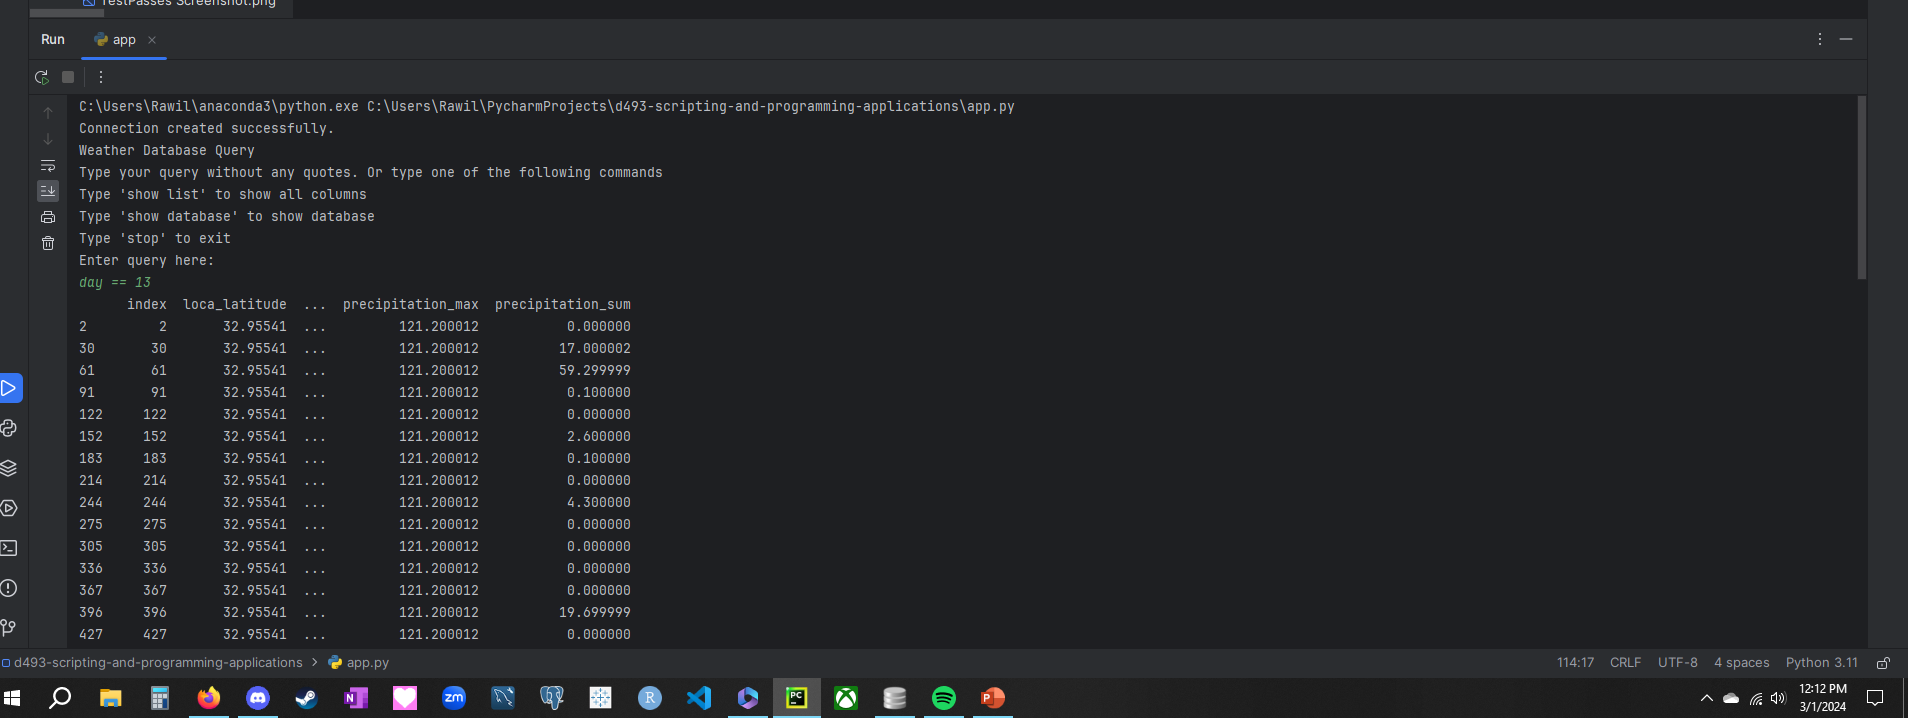 TestPasses Screenshot.png
Run app
C:\Users\Rawil\anaconda3\python.exe C:\Users\Rawil\PycharmProjects\d493-scripting-and-programming-applications\app.py
Connection created successfully.
Weather Database Query
Type your query without any quotes. Or type one of the following commands
Type 'show list' to show all columns
Type 'show database' to show database
Type 'stop' to exit
Enter query here:
day == 13
index loca_latitude ... precipitation_max precipitation_sum
2 2 32.95541 ... 121.200012 0.000000
30 30 32.95541 ... 121.200012 17.000002
61 61 32.95541 ... 121.200012 59.299999
91 91 32.95541 ... 121.200012 0.100000
122 122 32.95541 ... 121.200012 0.000000
152 152 32.95541 ... 121.200012 2.600000
183 183 32.95541 ... 121.200012 0.100000
214 214 32.95541 ... 121.200012 0.000000
244 244 32.95541 ... 121.200012 4.300000
275 275 32.95541 ... 121.200012 0.000000
305 305 32.95541 ... 121.200012 0.000000
336 336 32.95541 ... 121.200012 0.000000
367 367 32.95541 ... 121.200012 0.000000
396 396 32.95541 ... 121.200012 19.699999
427 427 32.95541 ... 121.200012 0.000000
d493-scripting-and-programming-applications > app.py 114:17 CRLF UTF-8 4 spaces Python 3.11
N zm R PC P
12:12 PM
3/1/2024